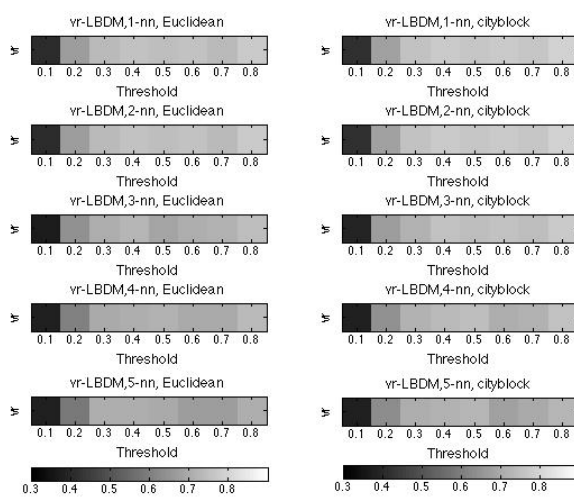 vr-LBDM,1-nn, Euclidean
vr
0.1 0.2 0.3 0.4 0.5 0.6 0.7 0.8
Threshold
vr-LBDM,1-nn, cityblock
vr
0.1 0.2 0.3 0.4 0.5 0.6 0.7 0.8
Threshold
vr-LBDM,2-nn, Euclidean
vr
0.1 0.2 0.3 0.4 0.5 0.6 0.7 0.8
Threshold
vr-LBDM,2-nn, cityblock
vr
0.1 0.2 0.3 0.4 0.5 0.6 0.7 0.8
Threshold
vr-LBDM,3-nn, Euclidean
vr
0.1 0.2 0.3 0.4 0.5 0.6 0.7 0.8
Threshold
vr-LBDM,3-nn, cityblock
vr
0.1 0.2 0.3 0.4 0.5 0.6 0.7 0.8
Threshold
vr-LBDM,4-nn, Euclidean
vr
0.1 0.2 0.3 0.4 0.5 0.6 0.7 0.8
Threshold
vr-LBDM,4-nn, cityblock
vr
0.1 0.2 0.3 0.4 0.5 0.6 0.7 0.8
Threshold
vr-LBDM,5-nn, Euclidean
vr
0.1 0.2 0.3 0.4 0.5 0.6 0.7 0.8
Threshold
vr-LBDM,5-nn, cityblock
vr
0.1 0.2 0.3 0.4 0.5 0.6 0.7 0.8
Threshold
0.3 0.4 0.5 0.6 0.7 0.8
0.3 0.4 0.5 0.6 0.7 0.8